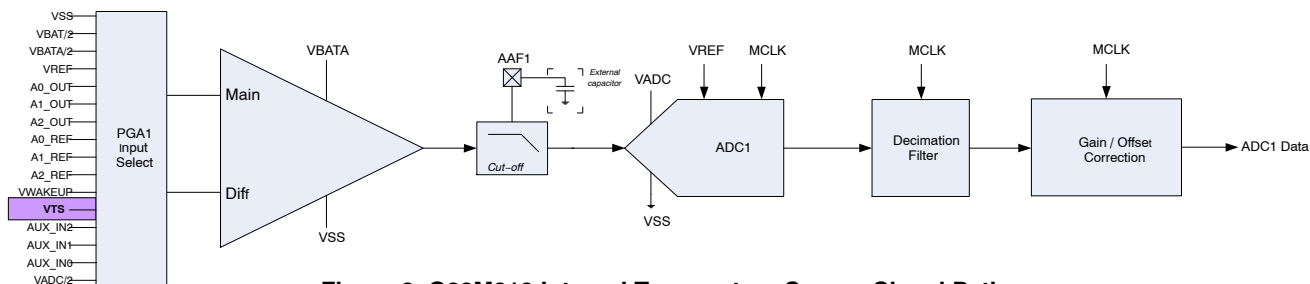 VSS
VBAT/2
VBATA/2
VREF
A0_OUT
A1_OUT
A2_OUT
A0_REF
A1_REF
A2_REF
VWAKEUP
VTS
AUX_IN2
AUX_IN1
AUX_IN0
VADC/2
PGA1
Input
Select
Main
Diff
VBATA
VSS
AAF1
External
capacitor
Cut-off
VADC
VREF
MCLK
ADC1
VSS
MCLK
Decimation
Filter
MCLK
Gain / Offset
Correction
ADC1 Data